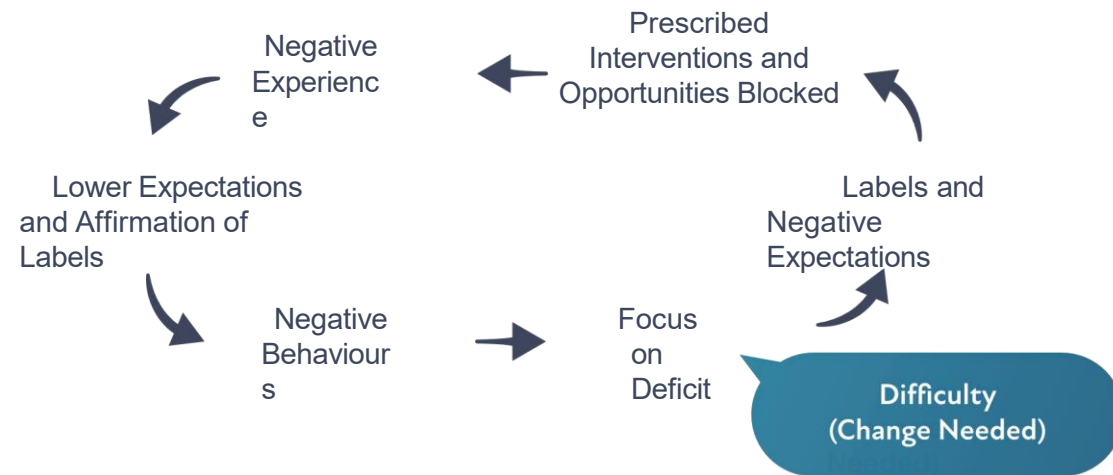 Prescribed
Interventions and
Opportunities Blocked
Negative
Experienc
e
Lower Expectations
and Affirmation of
Labels
Negative
Behaviour
s
Focus
on
Deficit
Labels and
Negative
Expectations
Difficulty
(Change Needed)
Needed)